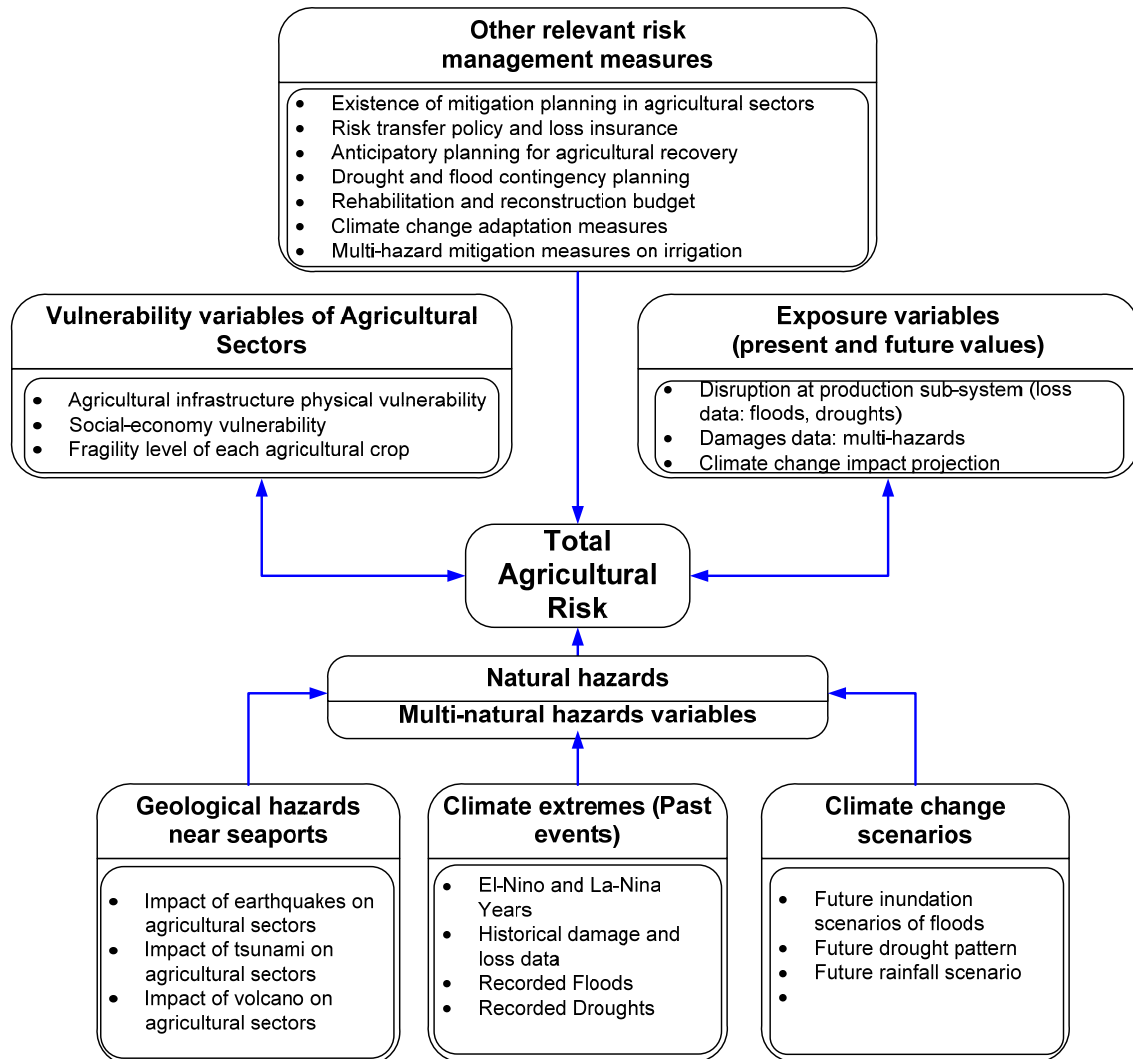 Other relevant risk
management measures
• Existence of mitigation planning in agricultural sectors
• Risk transfer policy and loss insurance
• Anticipatory planning for agricultural recovery
• Drought and flood contingency planning
• Rehabilitation and reconstruction budget
• Climate change adaptation measures
• Multi-hazard mitigation measures on irrigation
Vulnerability variables of Agricultural
Sectors
• Agricultural infrastructure physical vulnerability
• Social-economy vulnerability
• Fragility level of each agricultural crop
Exposure variables
(present and future values)
• Disruption at production sub-system (loss
data: floods, droughts)
• Damages data: multi-hazards
• Climate change impact projection
Total
Agricultural
Risk
Natural hazards
Multi-natural hazards variables
Geological hazards
near seaports
• Impact of earthquakes on
agricultural sectors
• Impact of tsunami on
agricultural sectors
• Impact of volcano on
agricultural sectors
Climate extremes (Past
events)
• El-Nino and La-Nina
Years
• Historical damage and
loss data
• Recorded Floods
• Recorded Droughts
Climate change
scenarios
• Future inundation
scenarios of floods
• Future drought pattern
• Future rainfall scenario
•